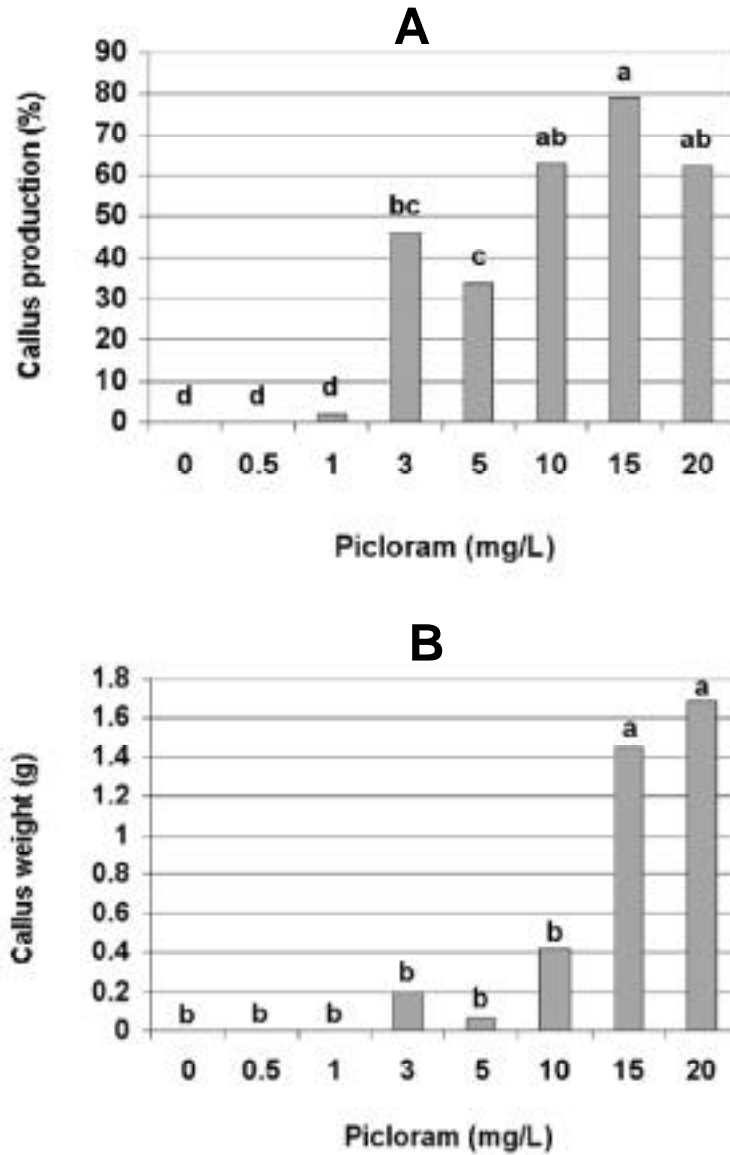 A
Callus production (%)
90
80
70
60
50
40
30
20
10
0
d d d bc c ab a ab
0 0.5 1 3 5 10 15 20
Picloram (mg/L)
B
Callus weight (g)
1.8
1.6
1.4
1.2
1
0.8
0.6
0.4
0.2
0
b b b b b b a a
0 0.5 1 3 5 10 15 20
Picloram (mg/L)